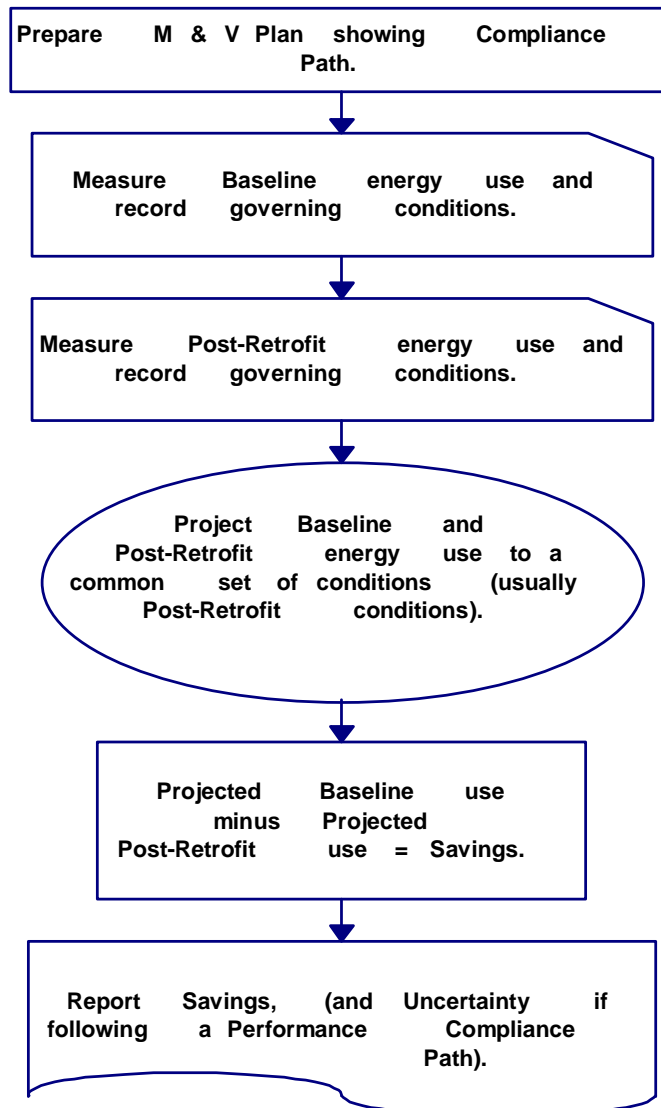 Prepare M & V Plan showing Compliance
Path.
Measure Baseline energy use and
record governing conditions.
Measure Post-Retrofit energy use and
record governing conditions.
Project Baseline and
Post-Retrofit energy use to a
common set of conditions (usually
Post-Retrofit conditions).
Projected Baseline use
minus Projected
Post-Retrofit use = Savings.
Report Savings, (and Uncertainty if
following a Performance Compliance
Path).